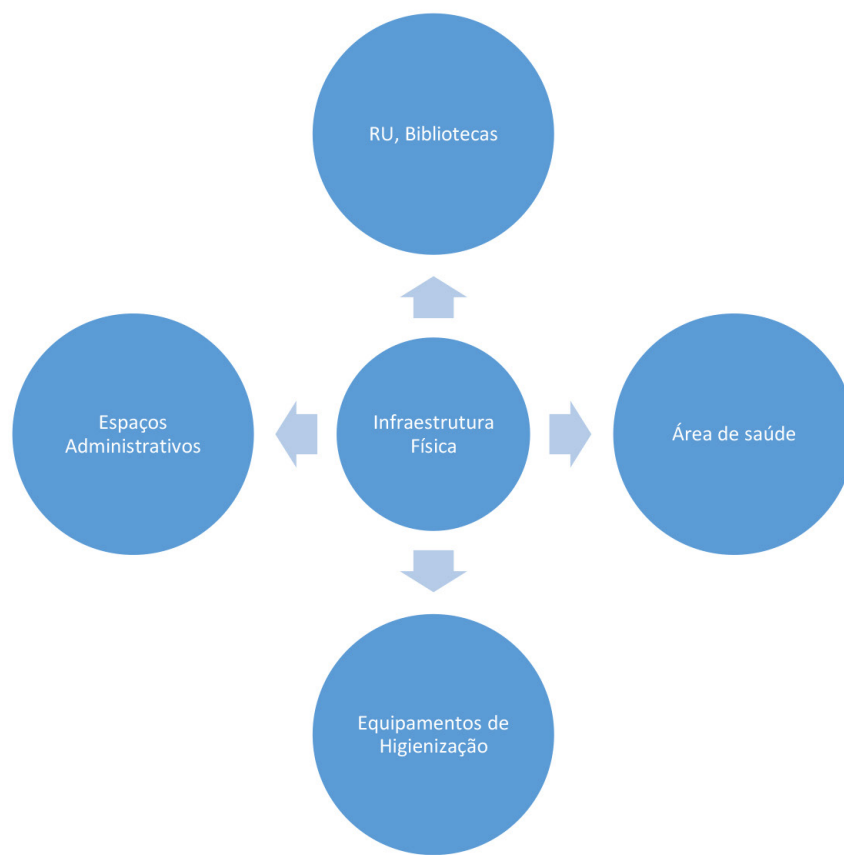 RU, Bibliotecas
Espaços
Administrativos
Infraestrutura
Física
Área de saúde
Equipamentos de
Higienização